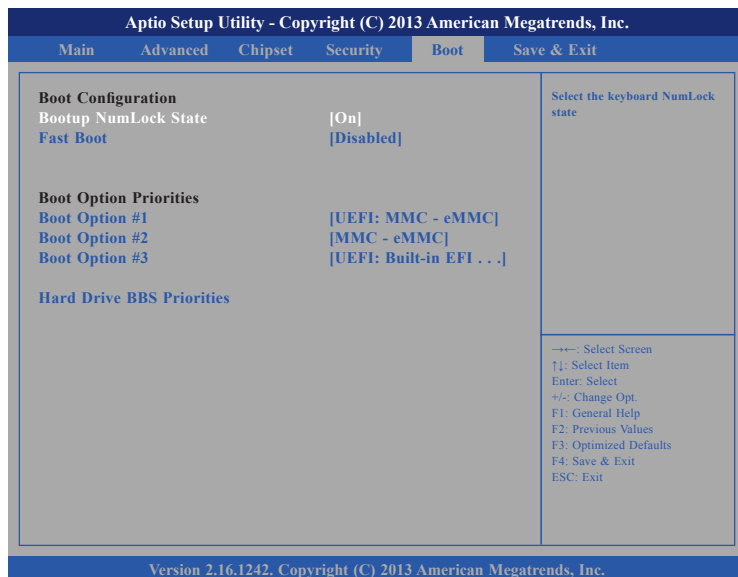 Aptio Setup Utility - Copyright (C) 2013 American Megatrends, Inc.
Main Advanced Chipset Security Boot Save & Exit
Boot Configuration
Bootup NumLock State [On]
Fast Boot [Disabled]
Boot Option Priorities
Boot Option #1 [UEFI: MMC - eMMC]
Boot Option #2 [MMC - eMMC]
Boot Option #3 [UEFI: Built-in EFI . . .]
Hard Drive BBS Priorities
Select the keyboard NumLock
state
→←: Select Screen
↑↓: Select Item
Enter: Select
+/-: Change Opt.
F1: General Help
F2: Previous Values
F3: Optimized Defaults
F4: Save & Exit
ESC: Exit
Version 2.16.1242. Copyright (C) 2013 American Megatrends, Inc.